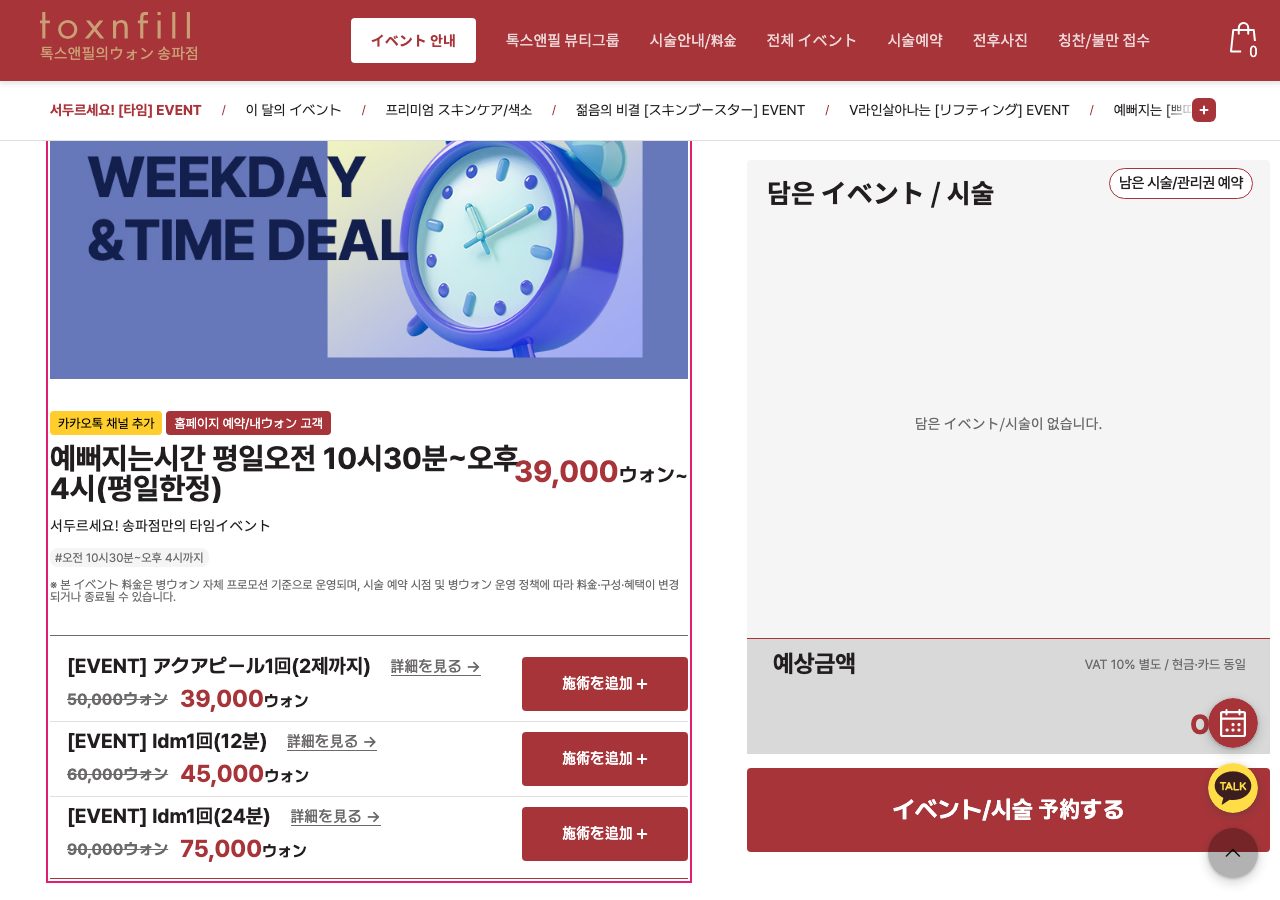 toxnfill
톡스앤필의ウォン 송파점
イベント 안내
톡스앤필 뷰티그룹
시술안내/料金
전체 イベント
시술예약
전후사진
칭찬/불만 접수
0
서두르세요! [타임] EVENT / 이 달의 イベント / 프리미엄 スキンケア/색소 / 젊음의 비결 [スキンブースター] EVENT / V라인살아나는 [リフティング] EVENT / 예뻐지는
WEEKDAY
&TIME DEAL
카카오톡 채널 추가
홈페이지 예약/내ウォン 고객
예뻐지는시간 평일오전 10시30분~오후
4시(평일한정)
39,000ウォン~
서두르세요! 송파점만의 타임イベント
#오전 10시30분~오후 4시까지
※ 본 イベント 料金은 병ウォン 자체 프로모션 기준으로 운영되며, 시술 예약 시점 및 병ウォン 운영 정책에 따라 料金·구성·혜택이 변경
되거나 종료될 수 있습니다.
[EVENT] アクアピール1回(2제까지) 詳細を見る →
50,000ウォン 39,000ウォン
施術を追加 +
[EVENT] ldm1回(12분) 詳細を見る →
60,000ウォン 45,000ウォン
施術を追加 +
[EVENT] ldm1回(24분) 詳細を見る →
90,000ウォン 75,000ウォン
施術を追加 +
담은 イベント / 시술
담은 시술/관리권 예약
담은 イベント/시술이 없습니다.
예상금액
VAT 10% 별도 / 현금·카드 동일
0
TALK
イベント/시술 予約する